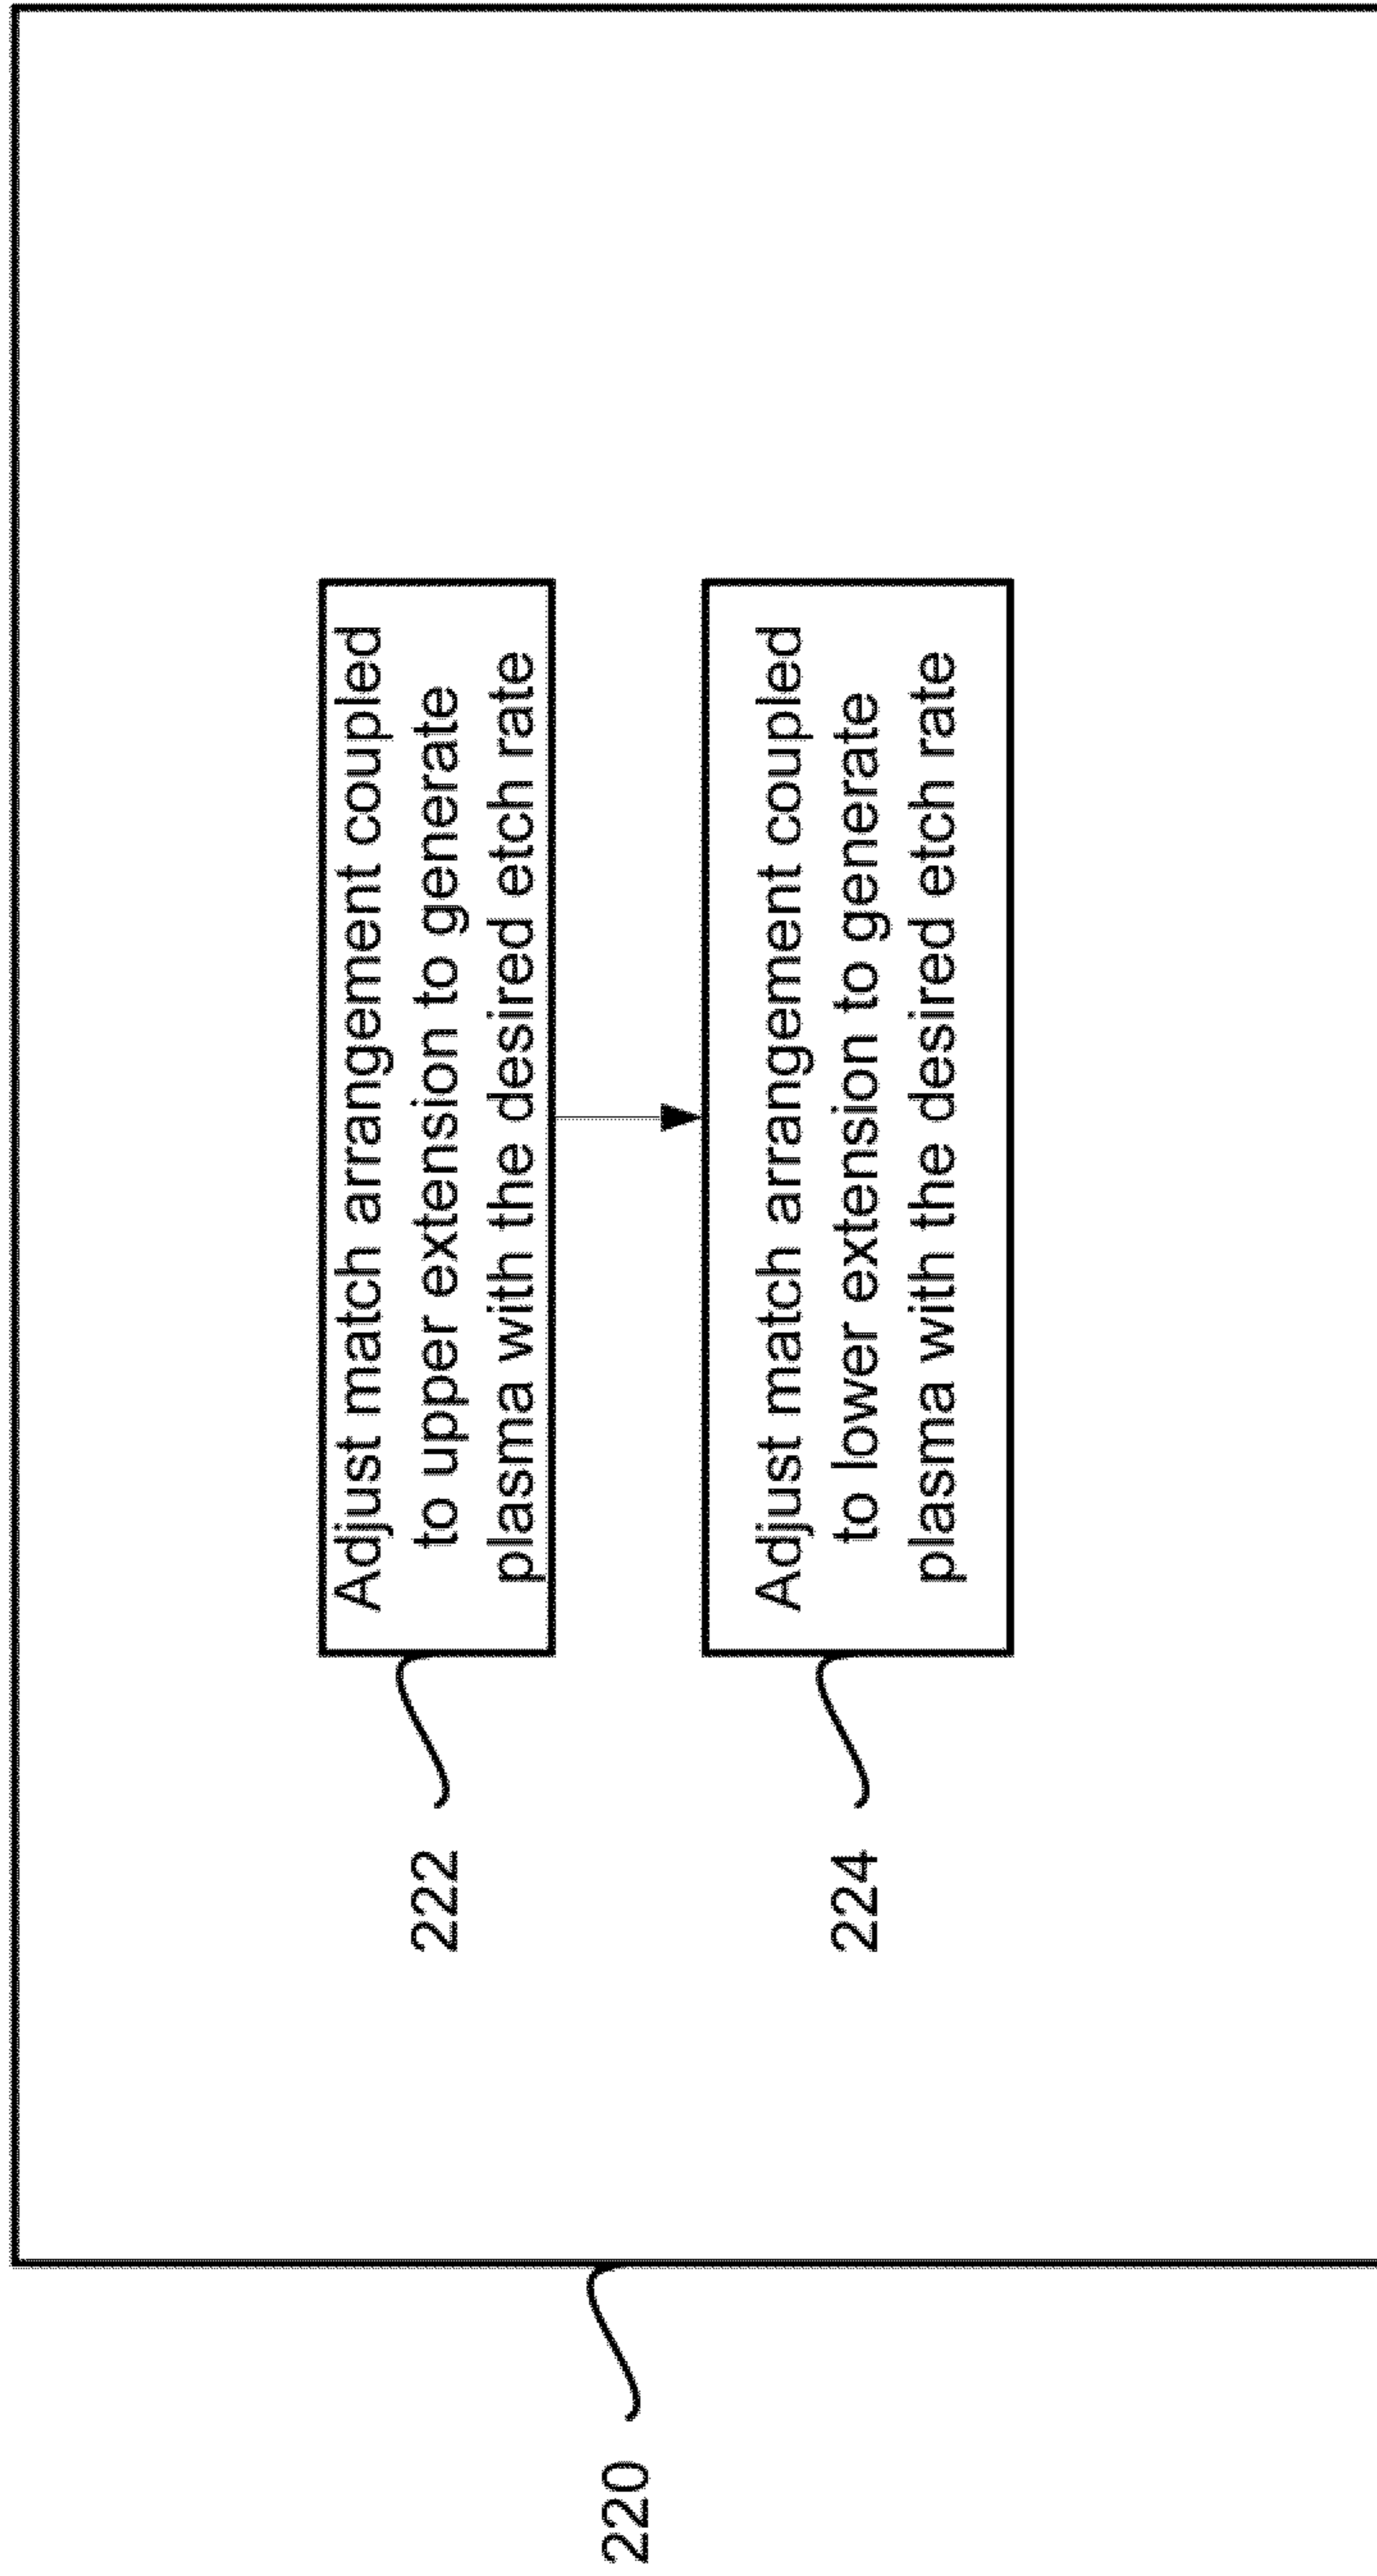 220
222
Adjust match arrangement coupled
to upper extension to generate
plasma with the desired etch rate
224
Adjust match arrangement coupled
to lower extension to generate
plasma with the desired etch rate